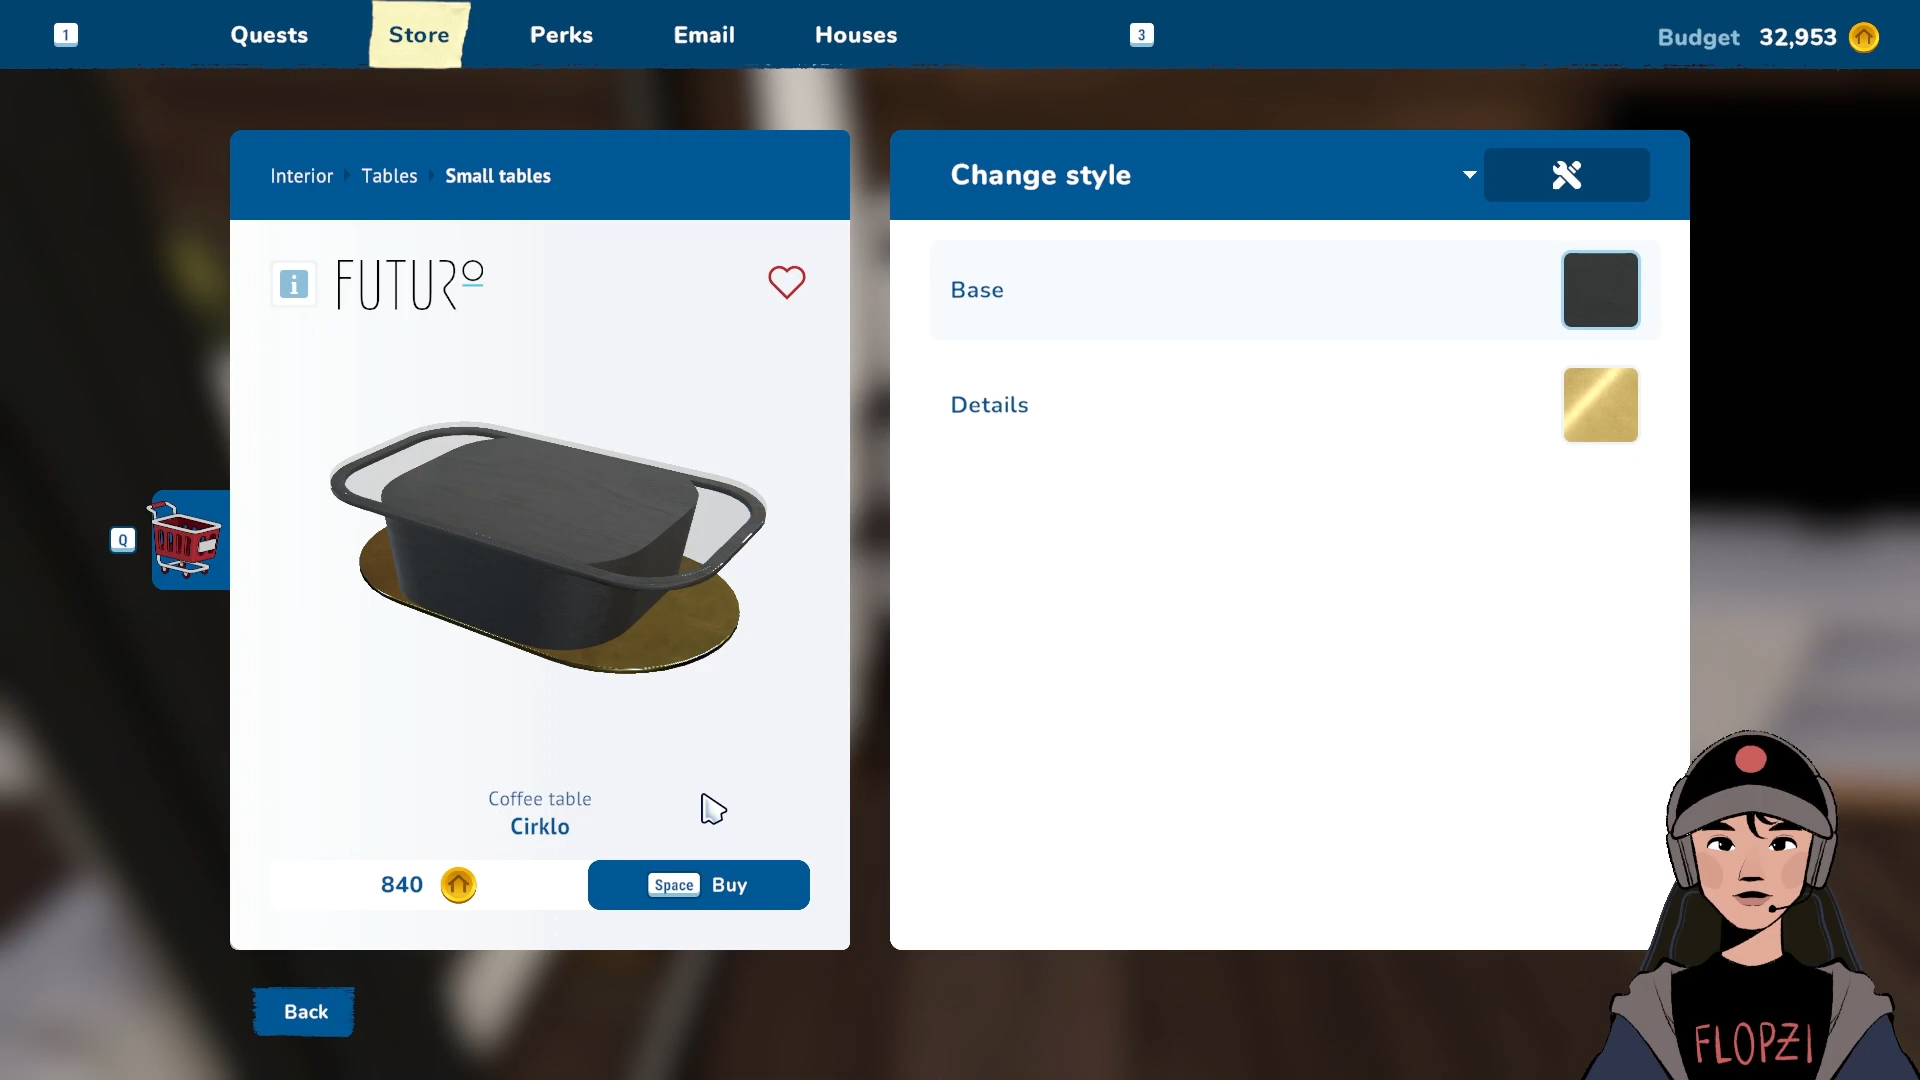 1
Quests
Store
Perks
Email
Houses
3
Budget 32,953
Interior Tables Small tables
Change style
i FUTURO
Base
Details
Q
Coffee table
Cirklo
840
Space Buy
Back
FLOPZI